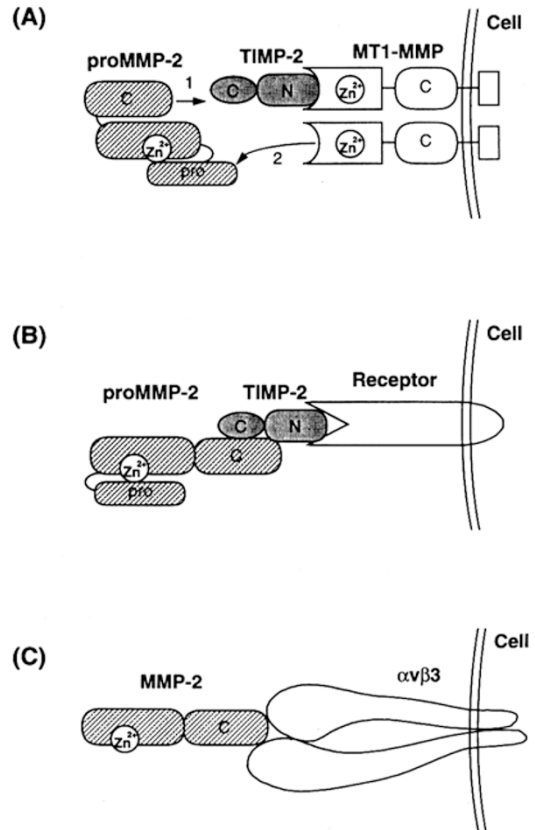 (A)
Cell
proMMP-2 TIMP-2 MT1-MMP
C 1 C N Zn2+ C
Zn2+ 2 Zn2+ C
pro
(B)
Cell
proMMP-2 TIMP-2 Receptor
C N
Zn2+ C
pro
(C)
Cell
MMP-2 αvβ3
Zn2+ C